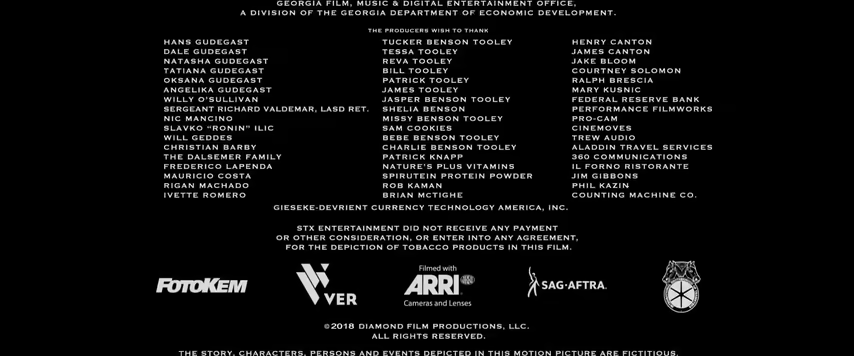 GEORGIA FILM, MUSIC & DIGITAL ENTERTAINMENT OFFICE,
A DIVISION OF THE GEORGIA DEPARTMENT OF ECONOMIC DEVELOPMENT.
THE PRODUCERS WISH TO THANK
HANS GUDEGAST
DALE GUDEGAST
NATASHA GUDEGAST
TATIANA GUDEGAST
OKSANA GUDEGAST
ANGELIKA GUDEGAST
WILLY O'SULLIVAN
SERGEANT RICHARD VALDEMAR, LASD RET.
NIC MANCINO
SLAVKO "RONIN" ILIC
WILL GEDDES
CHRISTIAN BARBY
THE DALSEMER FAMILY
FREDERICO LAPENDA
MAURICIO COSTA
RIGAN MACHADO
IVETTE ROMERO
TUCKER BENSON TOOLEY
TESSA TOOLEY
REVA TOOLEY
BILL TOOLEY
PATRICK TOOLEY
JAMES TOOLEY
JASPER BENSON TOOLEY
SHELIA BENSON
MISSY BENSON TOOLEY
SAM COOKIES
BEBE BENSON TOOLEY
CHARLIE BENSON TOOLEY
PATRICK KNAPP
NATURE'S PLUS VITAMINS
SPIRUTEIN PROTEIN POWDER
ROB KAMAN
BRIAN MCTIGHE
HENRY CANTON
JAMES CANTON
JAKE BLOOM
COURTNEY SOLOMON
RALPH BRESCIA
MARY KUSNIC
FEDERAL RESERVE BANK
PERFORMANCE FILMWORKS
PRO-CAM
CINEMOVES
TREW AUDIO
ALADDIN TRAVEL SERVICES
360 COMMUNICATIONS
IL FORNO RISTORANTE
JIM GIBBONS
PHIL KAZIN
COUNTING MACHINE CO.
GIESEKE-DEVRIENT CURRENCY TECHNOLOGY AMERICA, INC.
STX ENTERTAINMENT DID NOT RECEIVE ANY PAYMENT
OR OTHER CONSIDERATION, OR ENTER INTO ANY AGREEMENT,
FOR THE DEPICTION OF TOBACCO PRODUCTS IN THIS FILM.
FOTOKEM
VER
Filmed with
ARRI
Cameras and Lenses
SAG·AFTRA.
©2018 DIAMOND FILM PRODUCTIONS, LLC.
ALL RIGHTS RESERVED.
THE STORY, CHARACTERS, PERSONS AND EVENTS DEPICTED IN THIS MOTION PICTURE ARE FICTITIOUS.